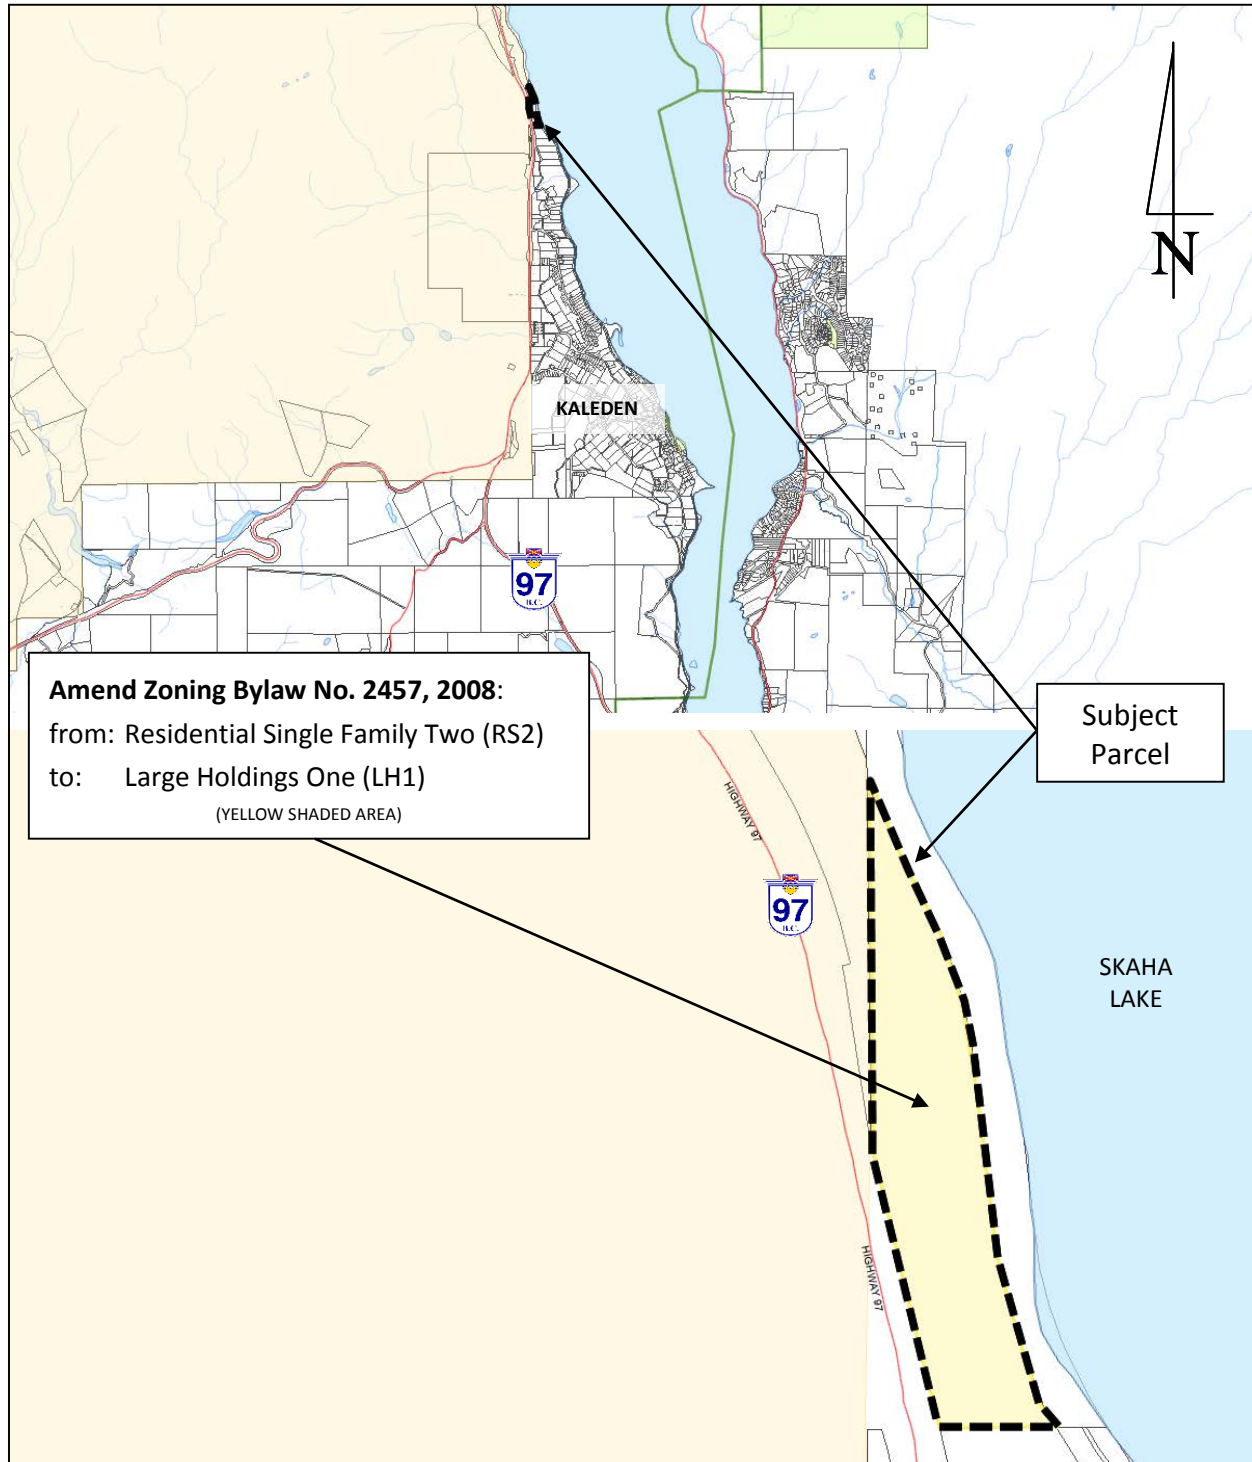 N
KALEDEN
97
B.C.
Amend Zoning Bylaw No. 2457, 2008:
from: Residential Single Family Two (RS2)
to: Large Holdings One (LH1)
(YELLOW SHADED AREA)
Subject
Parcel
HIGHWAY 97
97
B.C.
SKAHA
LAKE
HIGHWAY 97